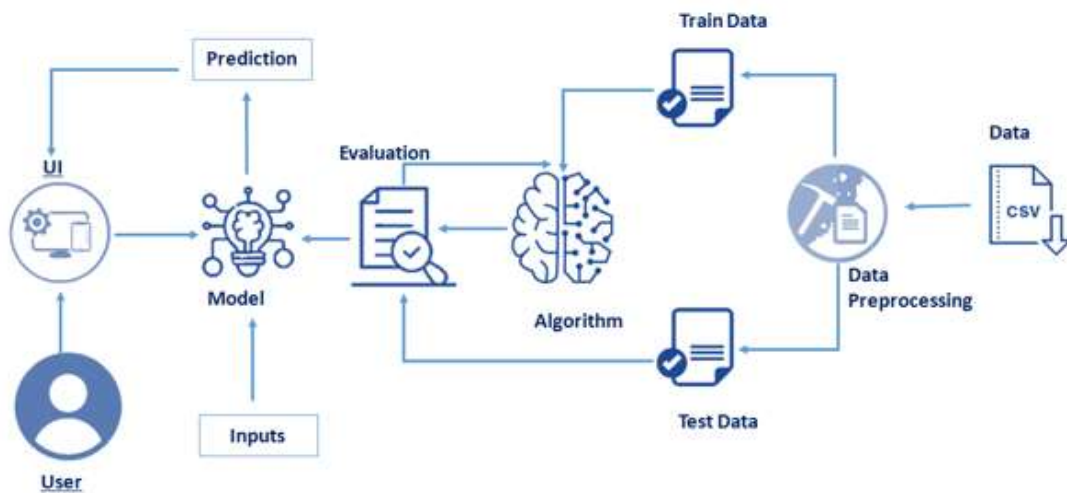 Train Data
Prediction
Data
Evaluation
UI
CSV
Model
Data
Preprocessing
Algorithm
Inputs
Test Data
User